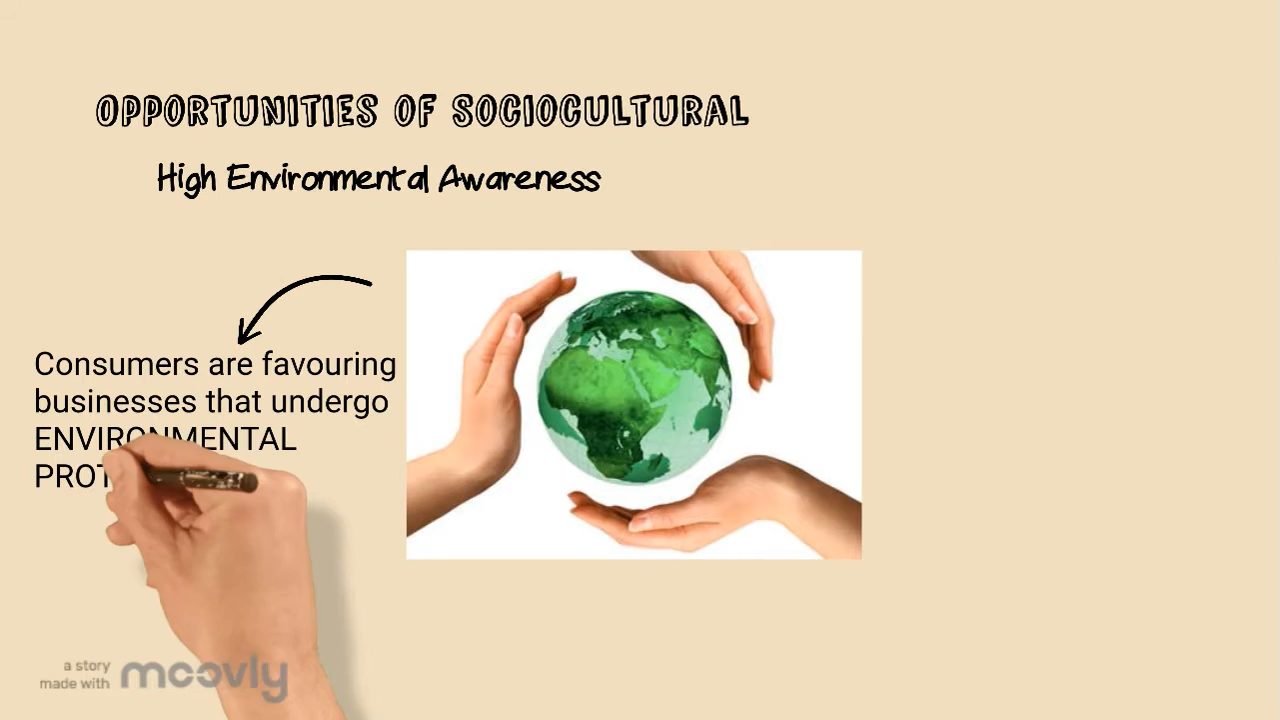 OPPORTUNITIES OF SOCIOCULTURAL
High Environmental Awareness
Consumers are favouring
businesses that undergo
ENVIRONMENTAL
a story
made with moovly